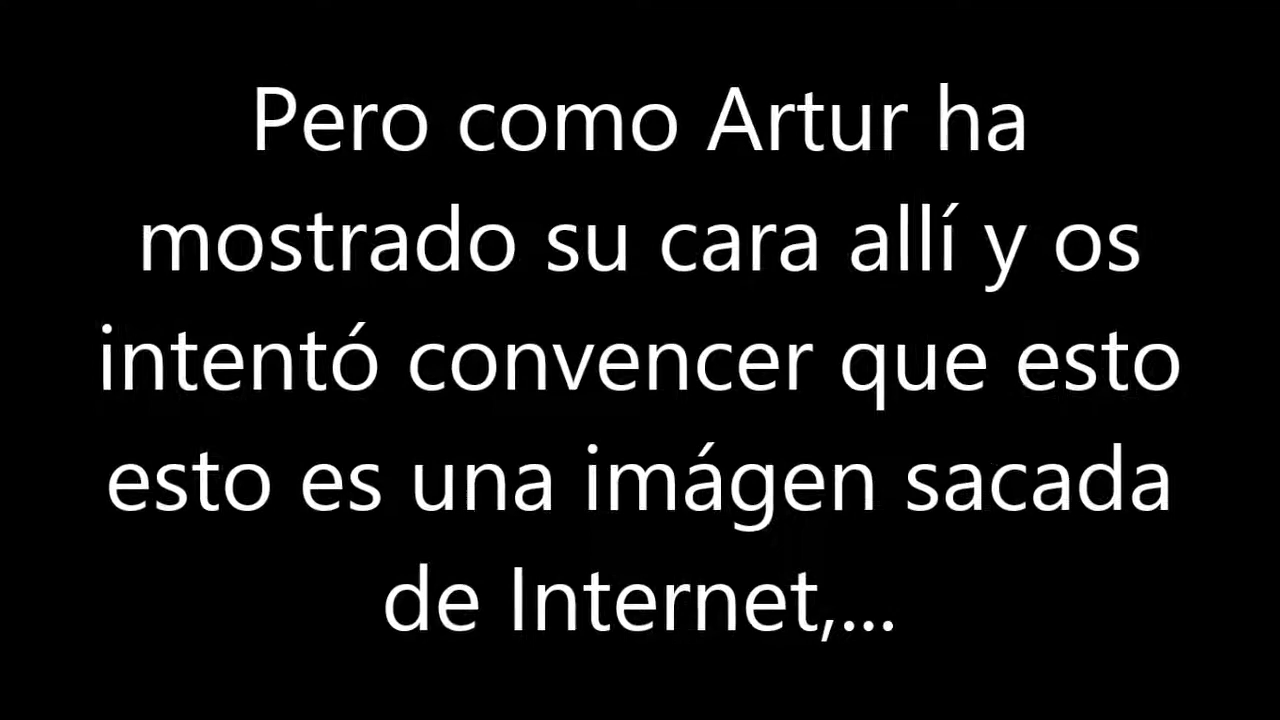 Pero como Artur ha
mostrado su cara allí y os
intentó convencer que esto
esto es una imágen sacada
de Internet,...